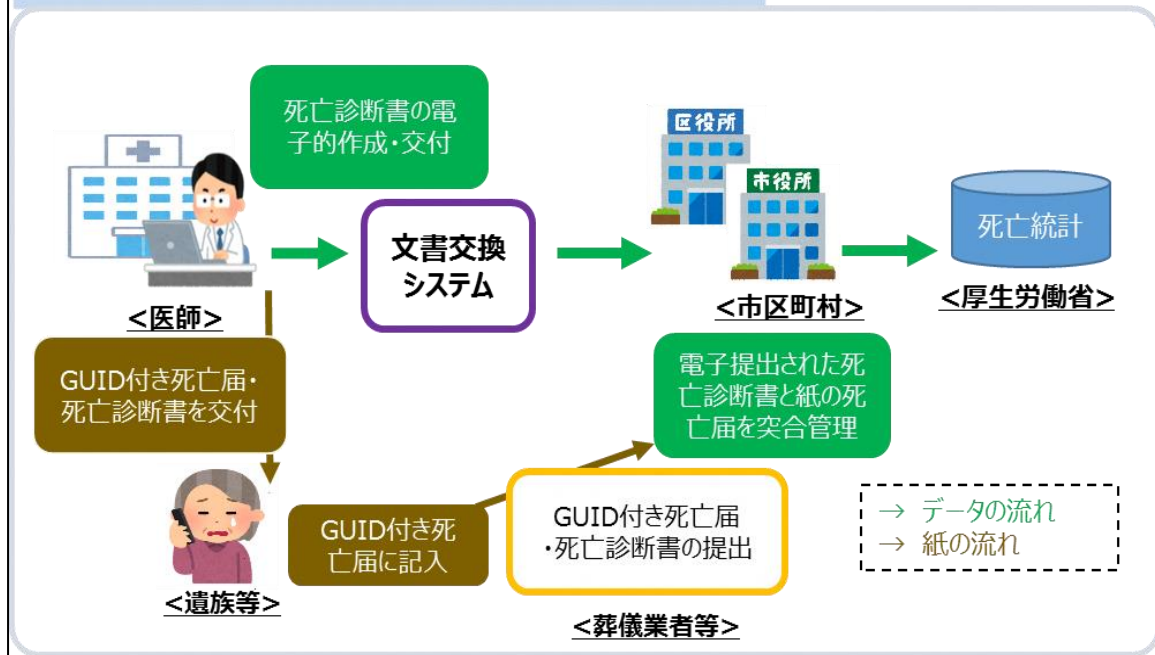 死亡診断書の電
子的作成・交付
区役所
市役所
文書交換
システム
死亡統計
<医師>
<市区町村>
<厚生労働省>
GUID付き死亡届・
死亡診断書を交付
電子提出された死
亡診断書と紙の死
亡届を突合管理
GUID付き死
亡届に記入
GUID付き死亡届
・死亡診断書の提出
→ データの流れ
→ 紙の流れ
<遺族等>
<葬儀業者等>